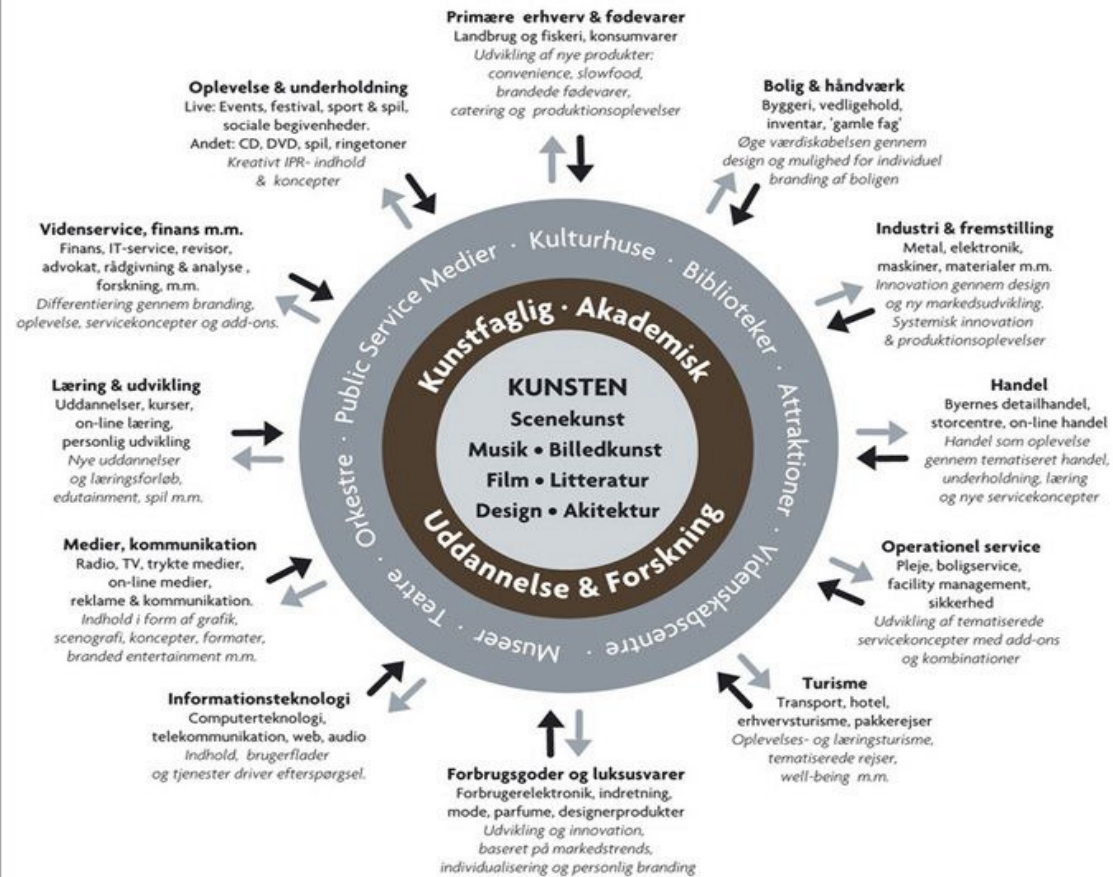 Primære erhverv & fødevarer
Landbrug og fiskeri, konsumvarer
Udvikling af nye produkter:
convenience, slowfood,
brandede fødevarer,
catering og produktionsoplevelser
Oplevelse & underholdning
Live: Events, festival, sport & spil,
sociale begivenheder.
Andet: CD, DVD, spil, ringetoner
Kreativt IPR- indhold
& koncepter
Bolig & håndværk
Byggeri, vedligehold,
inventar, 'gamle fag'
Øge værdiskabelsen gennem
design og mulighed for individuel
branding af boligen
Videnservice, finans m.m.
Finans, IT-service, revisor,
advokat, rådgivning & analyse ,
forskning, m.m.
Differentiering gennem branding,
oplevelse, servicekoncepter og add-ons.
Industri & fremstilling
Metal, elektronik,
maskiner, materialer m.m.
Innovation gennem design
og ny markedsudvikling.
Systemisk innovation
& produktionsoplevelser
Læring & udvikling
Uddannelser, kurser,
on-line læring,
personlig udvikling
Nye uddannelser
og læringsforløb,
edutainment, spil m.m.
Handel
Byernes detailhandel,
storcentre, on-line handel
Handel som oplevelse
gennem tematiseret handel,
underholdning, læring
og nye servicekoncepter
Medier, kommunikation
Radio, TV, trykte medier,
on-line medier,
reklame & kommunikation.
Indhold i form af grafik,
scenografi, koncepter, formater,
branded entertainment m.m.
Operationel service
Pleje, boligservice,
facility management,
sikkerhed
Udvikling af tematiserede
servicekoncepter med add-ons
og kombinationer
Informationsteknologi
Computerteknologi,
telekommunikation, web, audio
Indhold, brugerflader
og tjenester driver efterspørgsel.
Turisme
Transport, hotel,
erhvervsturisme, pakkerejser
Oplevelses- og læringsturisme,
tematiserede rejser,
well-being m.m.
Forbrugsgoder og luksusvarer
Forbrugerelektronik, indretning,
mode, parfume, designerprodukter
Udvikling og innovation,
baseret på markedstrends,
individualisering og personlig branding
Public Service Medier · Kulturhuse · Biblioteker · Attraktioner · Videnskabscentre · Museer · Teatre · Orkestre ·
Kunstfaglig · Akademisk
Uddannelse & Forskning
KUNSTEN
Scenekunst
Musik • Billedkunst
Film • Litteratur
Design • Akitektur